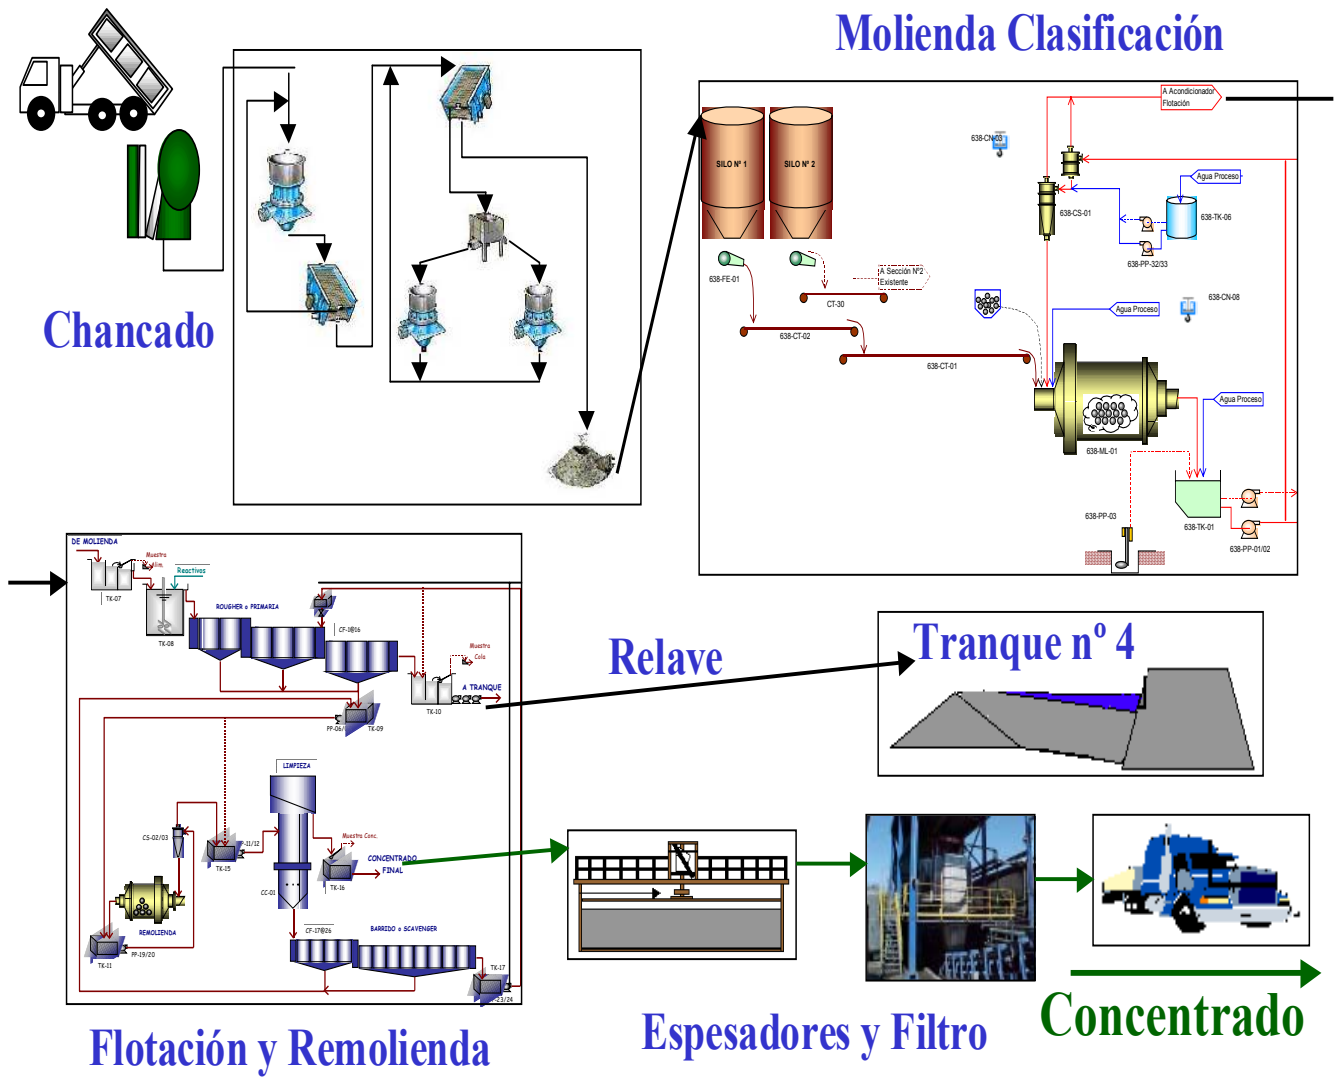 Molienda Clasificación
A Acondicionador
Flotación
638-CN-03
SILO Nº 1
SILO Nº 2
Agua Proceso
638-CS-01
638-TK-06
638-PP-32/33
638-FE-01
A Sección Nº2
Existente
CT-30
638-CN-08
Agua Proceso
638-CT-02
638-CT-01
Agua Proceso
638-ML-01
638-PP-03
638-TK-01
638-PP-01/02
Chancado
DE MOLIENDA
Muestra
Alim.
Reactivos
TK-07
ROUGHER o PRIMARIA
CF-1@16
TK-08
Muestra
Cola
A TRANQUE
TK-10
TK-09
LIMPIEZA
CS-02/03
TK-15
Muestra Conc.
CONCENTRADO
FINAL
TK-16
CC-01
REMOLIENDA
PP-19/20
TK-11
CF-17@26
BARRIDO o SCAVENGER
TK-17
Relave
Tranque nº 4
Flotación y Remolienda
Espesadores y Filtro
Concentrado